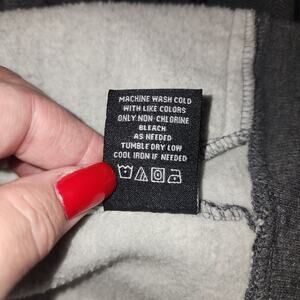 MACHINE WASH COLD
WITH LIKE COLORS
ONLY NON-CHLORINE
BLEACH
AS NEEDED
TUMBLE DRY LOW
COOL IRON IF NEEDED